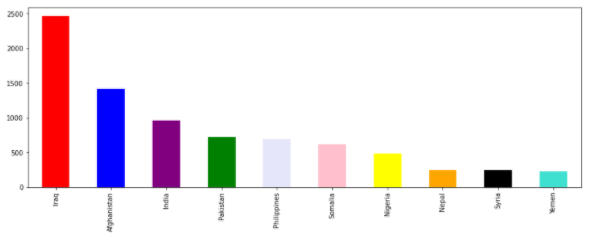 2500
2000
1500
1000
500
0
Iraq
Afghanistan
India
Pakistan
Philippines
Somalia
Nigeria
Nepal
Syria
Yemen